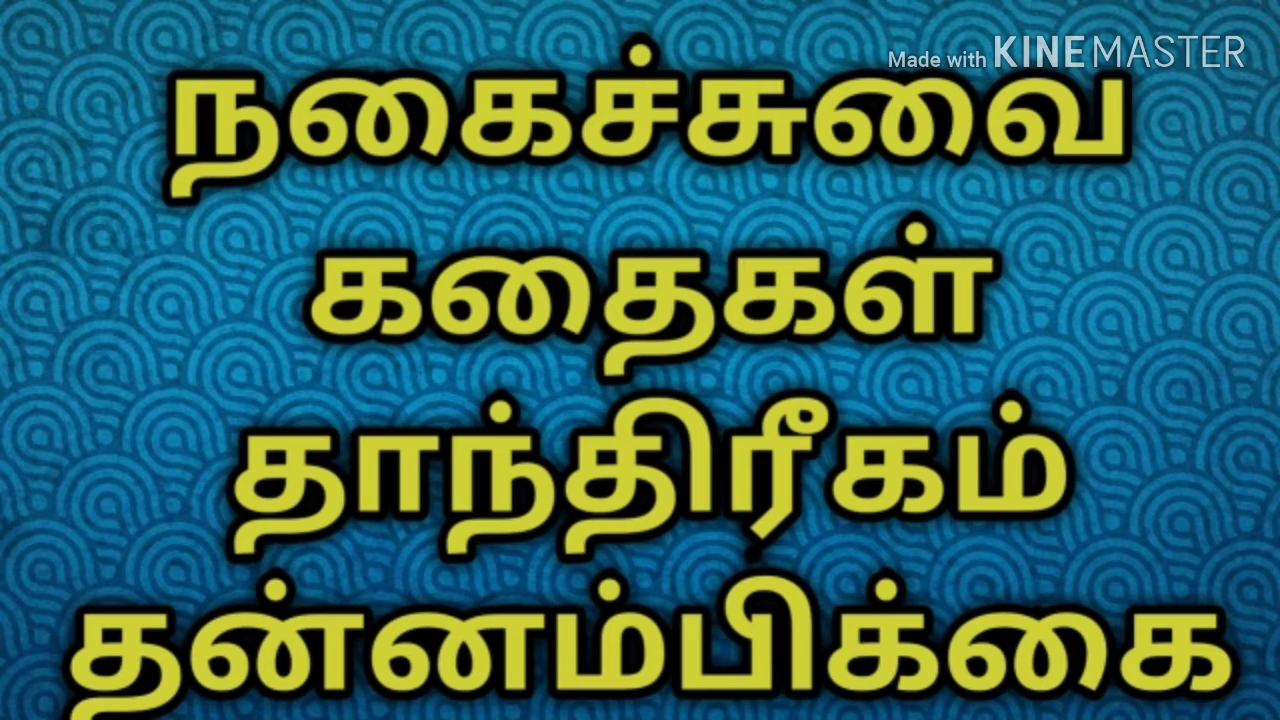 Made with KINEMASTER
நகைச்சுவை
கதைகள்
தாந்திரீகம்
தன்னம்பிக்கை